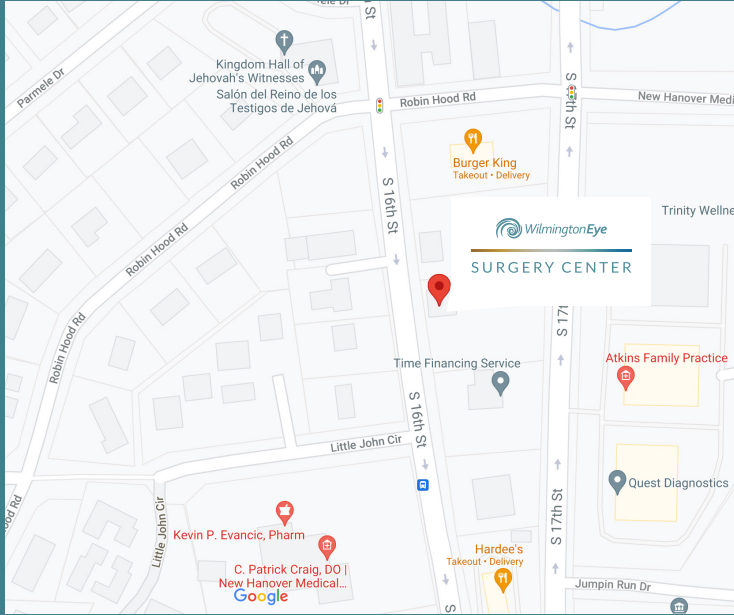 St
Parmele Dr
Kingdom Hall of
Jehovah's Witnesses
Salón del Reino de los
Testigos de Jehová
Robin Hood Rd
S 17th St
New Hanover Medi
Robin Hood Rd
Burger King
Takeout • Delivery
S 16th St
Trinity Wellne
WilmingtonEye
SURGERY CENTER
Robin Hood Rd
S 17t
Robin Hood Rd
Time Financing Service
Atkins Family Practice
S 16th St
Little John Cir
Quest Diagnostics
ood Rd
Little John Cir
S 17th St
Kevin P. Evancic, Pharm
Hardee's
Takeout • Delivery
C. Patrick Craig, DO |
New Hanover Medical...
Jumpin Run Dr
Google
S